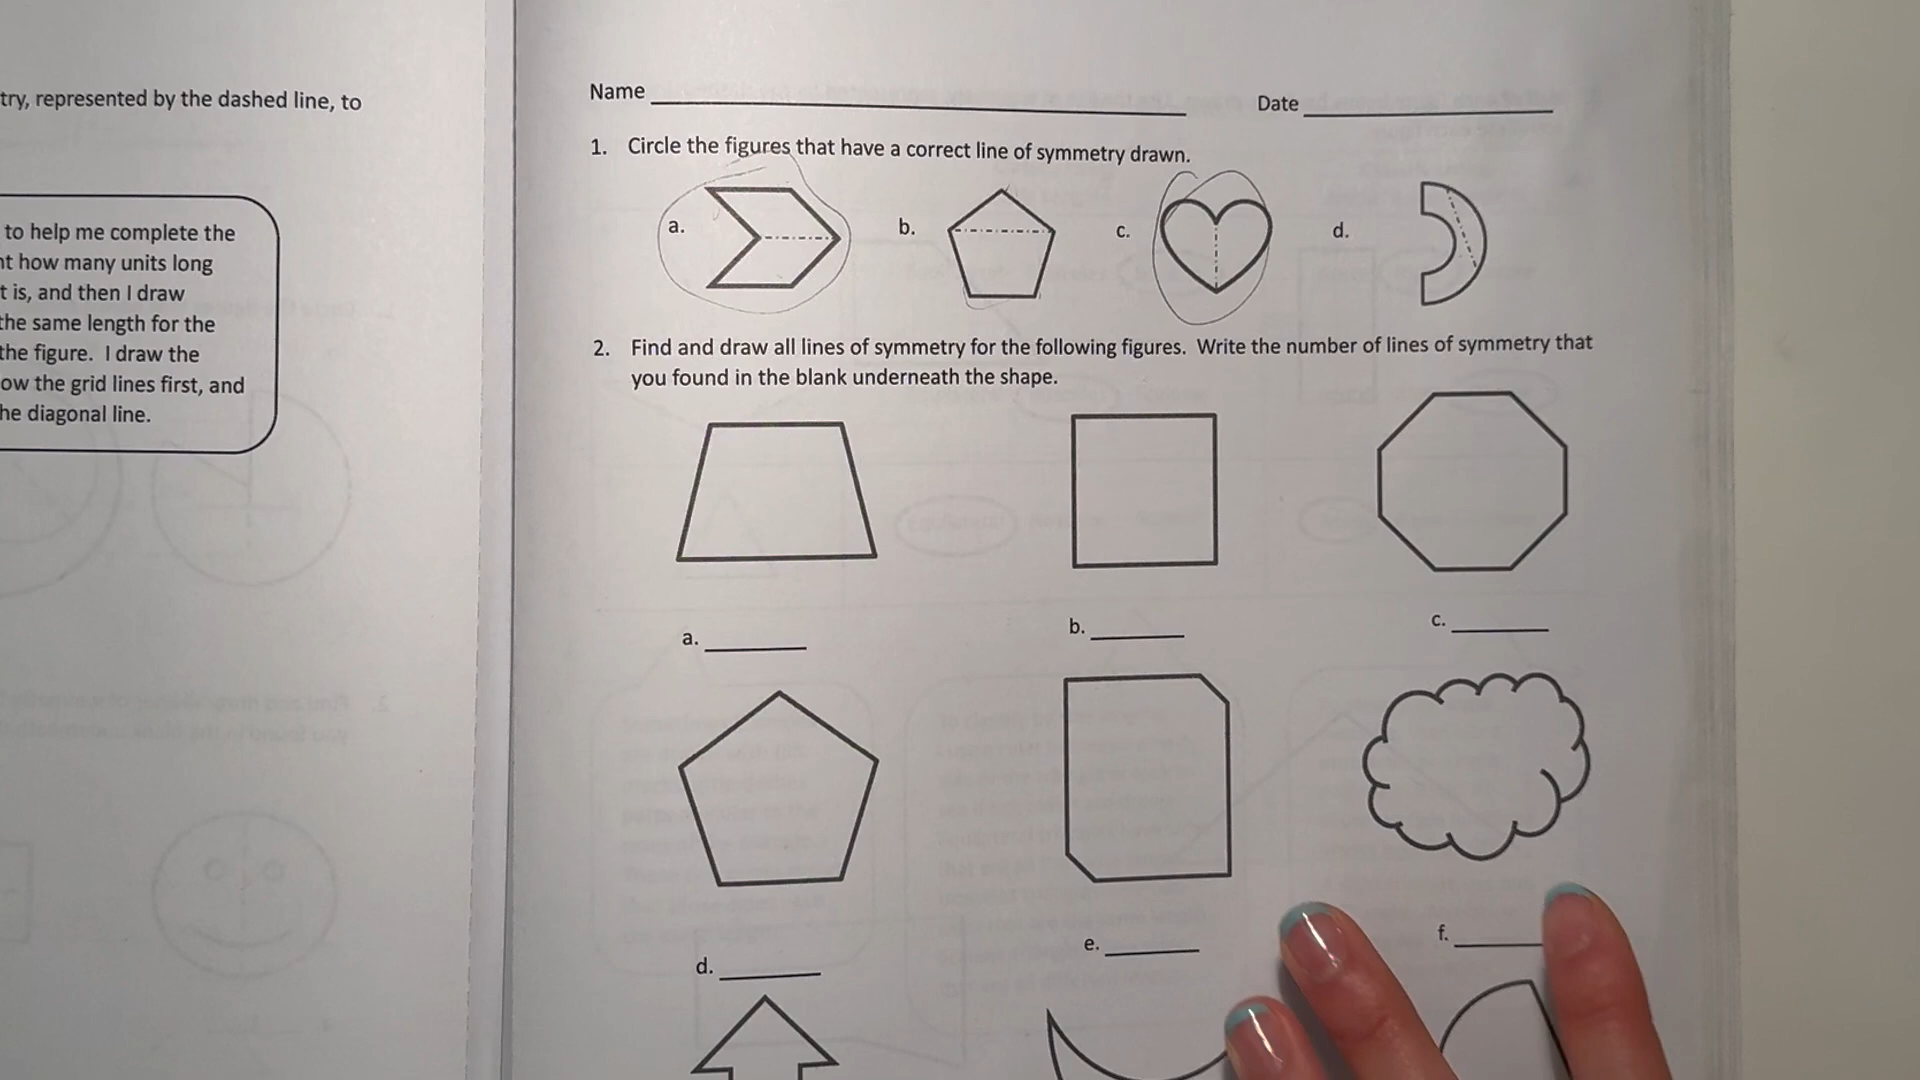 try, represented by the dashed line, to
to help me complete the
nt how many units long
t is, and then I draw
the same length for the
the figure. I draw the
ow the grid lines first, and
he diagonal line.
Name
Date
1. Circle the figures that have a correct line of symmetry drawn.
a.
b.
c.
d.
2. Find and draw all lines of symmetry for the following figures. Write the number of lines of symmetry that
you found in the blank underneath the shape.
a.
b.
c.
d.
e.
f.